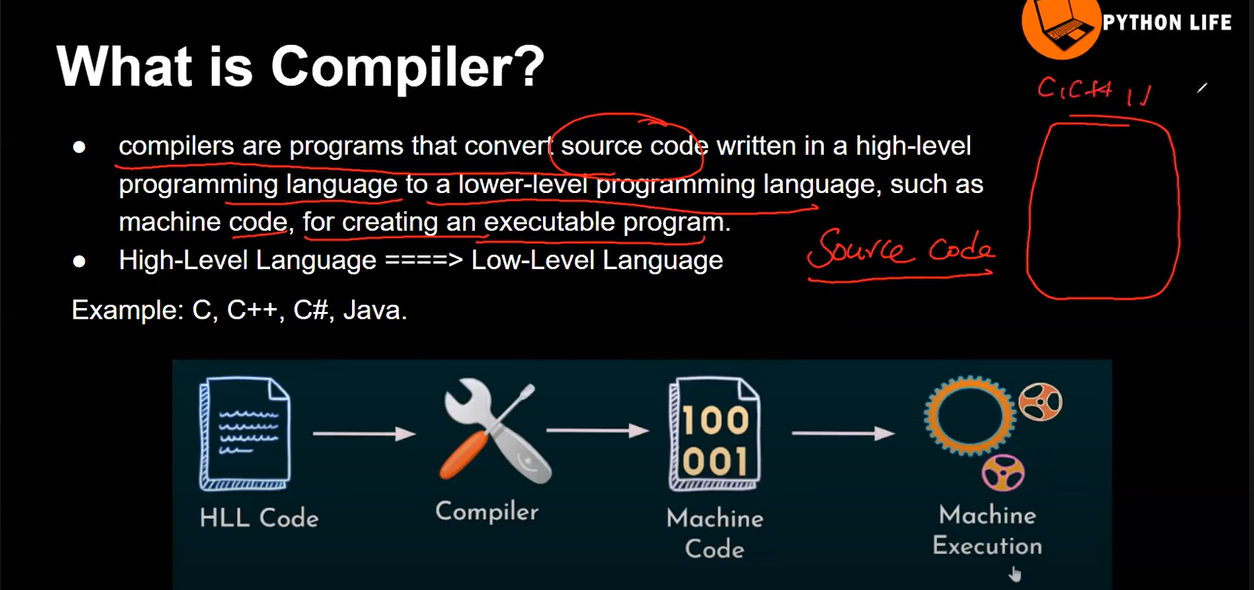 PYTHON LIFE
What is Compiler?
C, C++, J
● compilers are programs that convert source code written in a high-level
programming language to a lower-level programming language, such as
machine code, for creating an executable program.
Source code
● High-Level Language ====> Low-Level Language
Example: C, C++, C#, Java.
100
001
HLL Code
Compiler
Machine
Code
Machine
Execution